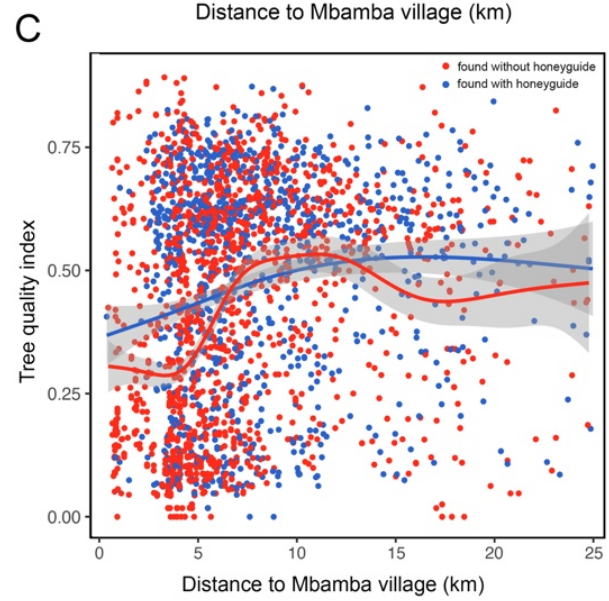 Distance to Mbamba village (km)
C
found without honeyguide
found with honeyguide
0.75
0.50
0.25
0.00
Tree quality index
0 5 10 15 20 25
Distance to Mbamba village (km)